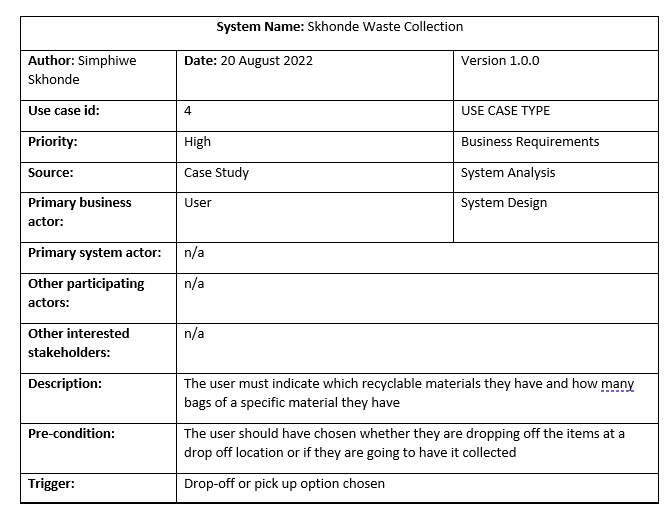 System Name: Skhonde Waste Collection
Author: Simphiwe
Skhonde
Date: 20 August 2022
Version 1.0.0
Use case id:
4
USE CASE TYPE
Priority:
High
Business Requirements
Source:
Case Study
System Analysis
Primary business
actor:
User
System Design
Primary system actor:
n/a
Other participating
actors:
n/a
Other interested
stakeholders:
n/a
Description:
The user must indicate which recyclable materials they have and how many
bags of a specific material they have
Pre-condition:
The user should have chosen whether they are dropping off the items at a
drop off location or if they are going to have it collected
Trigger:
Drop-off or pick up option chosen